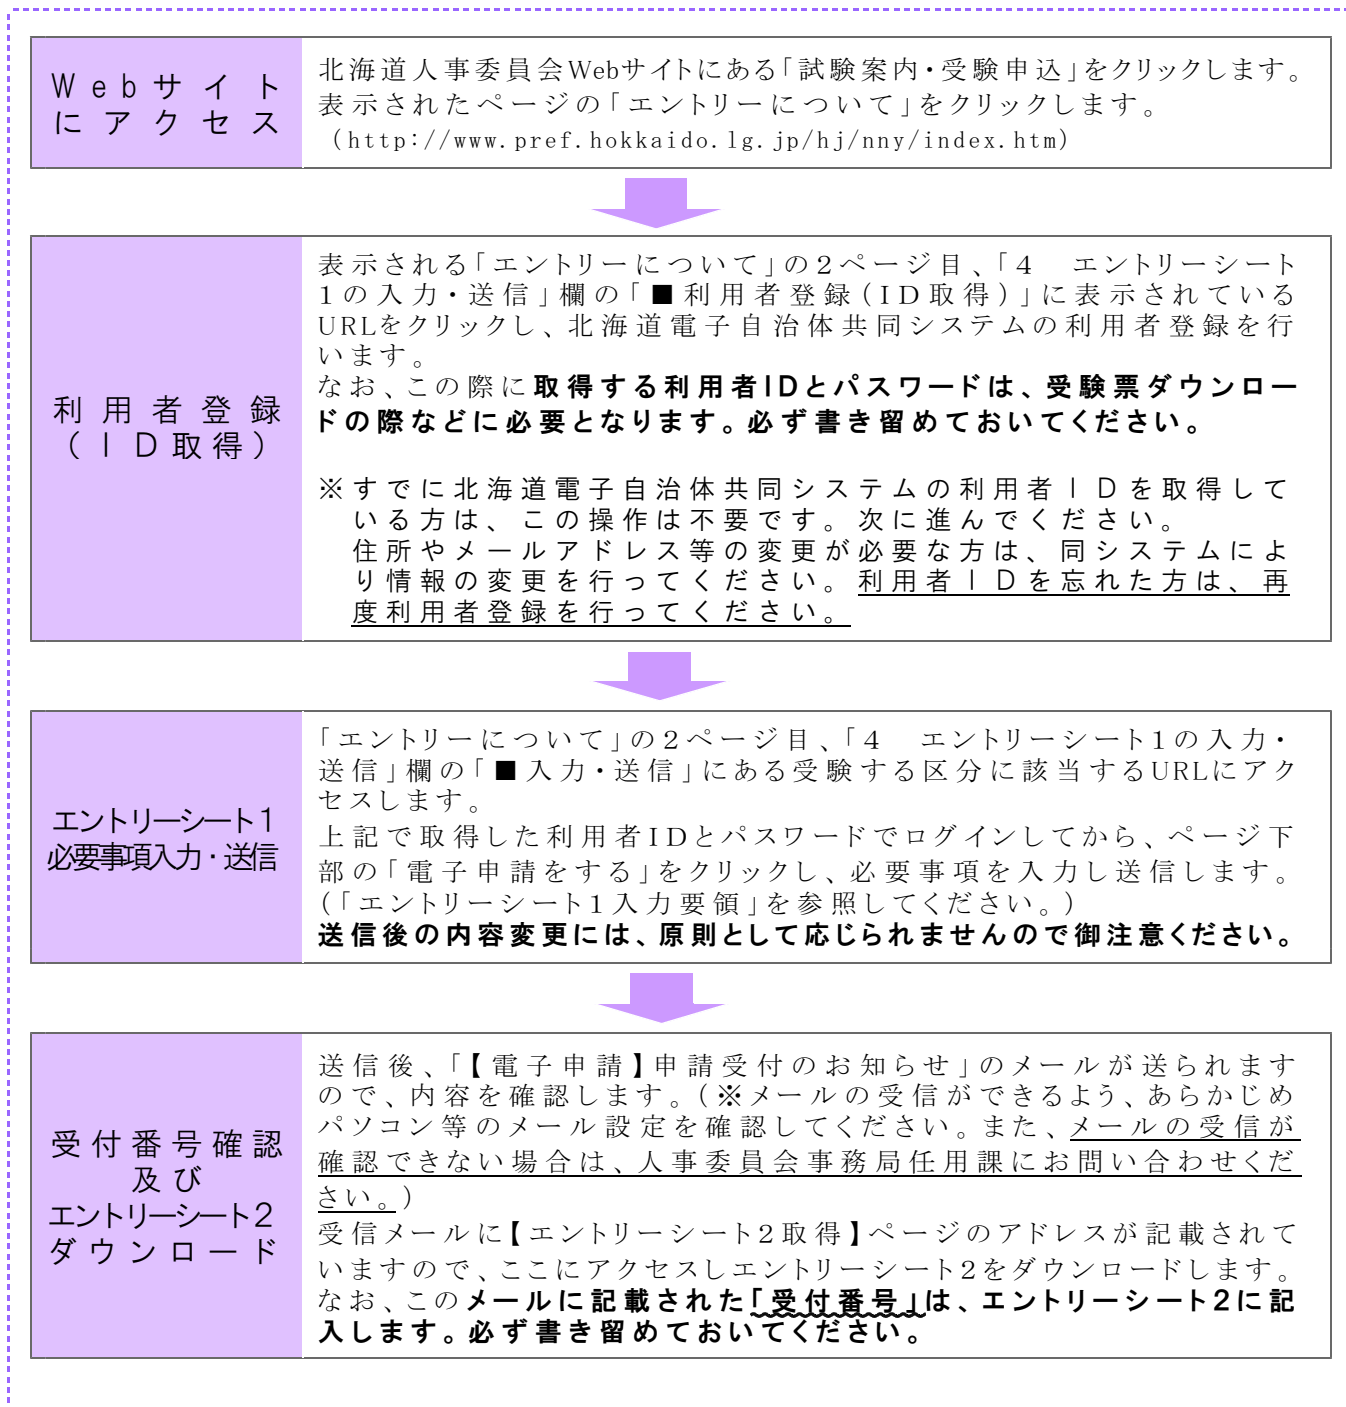 Webサイト
にアクセス
北海道人事委員会Webサイトにある「試験案内・受験申込」をクリックします。
表示されたページの「エントリーについて」をクリックします。
(http://www.pref.hokkaido.lg.jp/hj/nny/index.htm)
利用者登録
(ID取得)
表示される「エントリーについて」の2ページ目、「4　エントリーシート
1の入力・送信」欄の「■利用者登録(ID取得)」に表示されている
URLをクリックし、北海道電子自治体共同システムの利用者登録を行
います。
なお、この際に取得する利用者IDとパスワードは、受験票ダウンロー
ドの際などに必要となります。必ず書き留めておいてください。
※すでに北海道電子自治体共同システムの利用者IDを取得して
いる方は、この操作は不要です。次に進んでください。
住所やメールアドレス等の変更が必要な方は、同システムによ
り情報の変更を行ってください。利用者IDを忘れた方は、再
度利用者登録を行ってください。
エントリーシート1
必要事項入力・送信
「エントリーについて」の2ページ目、「4　エントリーシート1の入力・
送信」欄の「■入力・送信」にある受験する区分に該当するURLにアク
セスします。
上記で取得した利用者IDとパスワードでログインしてから、ページ下
部の「電子申請をする」をクリックし、必要事項を入力し送信します。
(「エントリーシート1入力要領」を参照してください。)
送信後の内容変更には、原則として応じられませんので御注意ください。
受付番号確認
及び
エントリーシート2
ダウンロード
送信後、「【電子申請】申請受付のお知らせ」のメールが送られます
ので、内容を確認します。(※メールの受信ができるよう、あらかじめ
パソコン等のメール設定を確認してください。また、メールの受信が
確認できない場合は、人事委員会事務局任用課にお問い合わせくだ
さい。)
受信メールに【エントリーシート2取得】ページのアドレスが記載されて
いますので、ここにアクセスしエントリーシート2をダウンロードします。
なお、このメールに記載された「受付番号」は、エントリーシート2に記
入します。必ず書き留めておいてください。